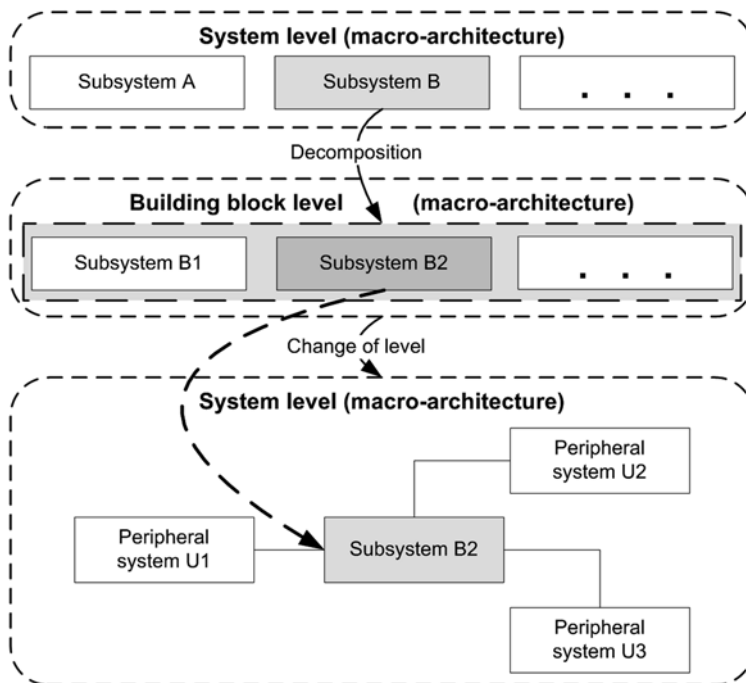 System level (macro-architecture)
Subsystem A
Subsystem B
. . .
Decomposition
Building block level (macro-architecture)
Subsystem B1
Subsystem B2
. . .
Change of level
System level (macro-architecture)
Peripheral
system U2
Peripheral
system U1
Subsystem B2
Peripheral
system U3